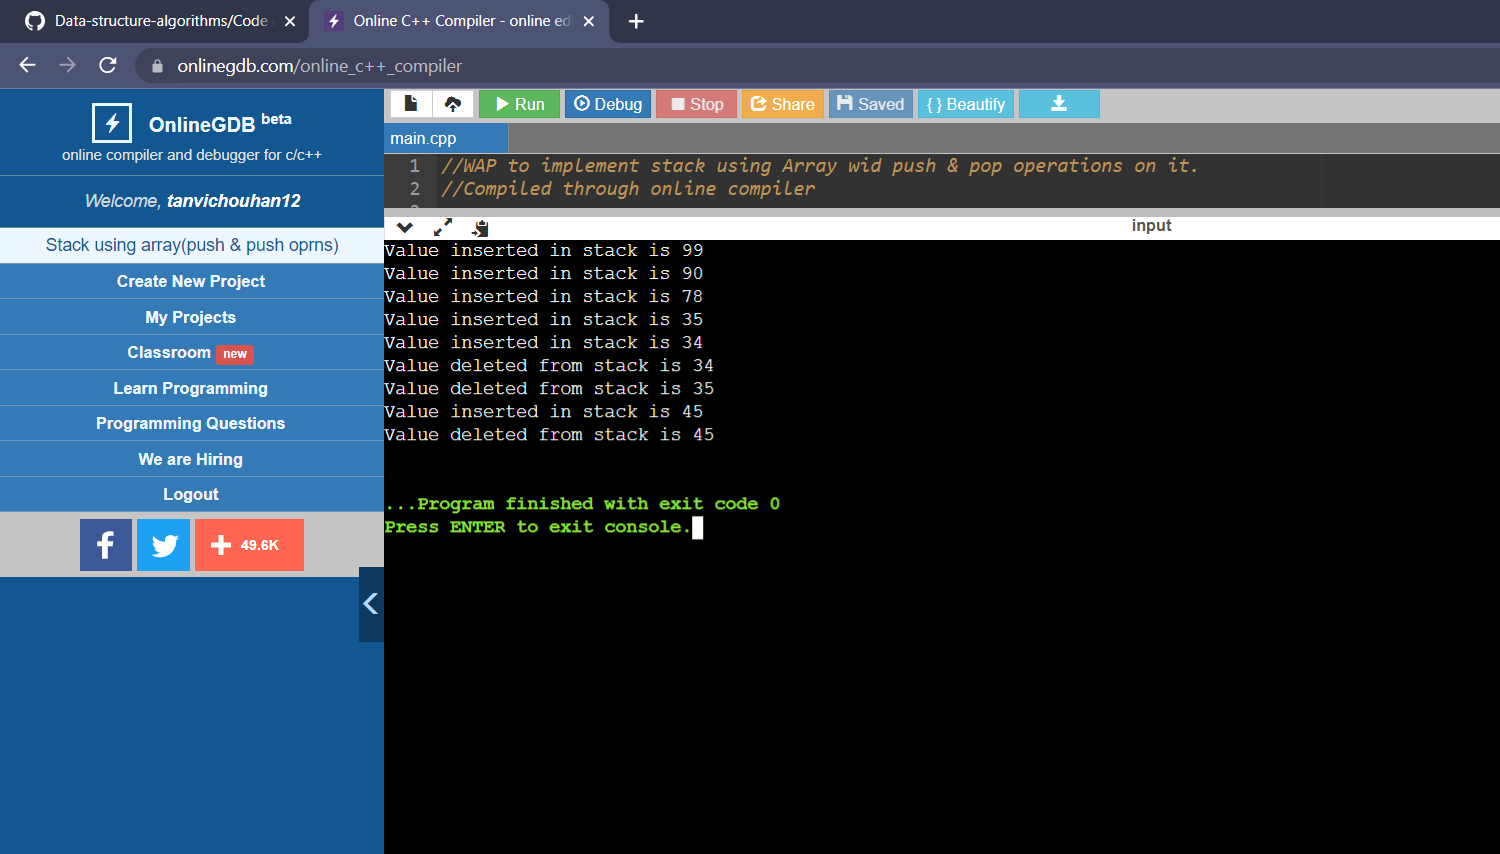 Data-structure-algorithms/Code
Online C++ Compiler - online ed
onlinegdb.com/online_c++_compiler
OnlineGDB beta
online compiler and debugger for c/c++
Welcome, tanvichouhan12
Stack using array(push & push oprns)
Create New Project
My Projects
Classroom new
Learn Programming
Programming Questions
We are Hiring
Logout
49.6K
Run Debug Stop Share Saved { } Beautify
main.cpp
1 //WAP to implement stack using Array wid push & pop operations on it.
2 //Compiled through online compiler
input
Value inserted in stack is 99
Value inserted in stack is 90
Value inserted in stack is 78
Value inserted in stack is 35
Value inserted in stack is 34
Value deleted from stack is 34
Value deleted from stack is 35
Value inserted in stack is 45
Value deleted from stack is 45
...Program finished with exit code 0
Press ENTER to exit console.